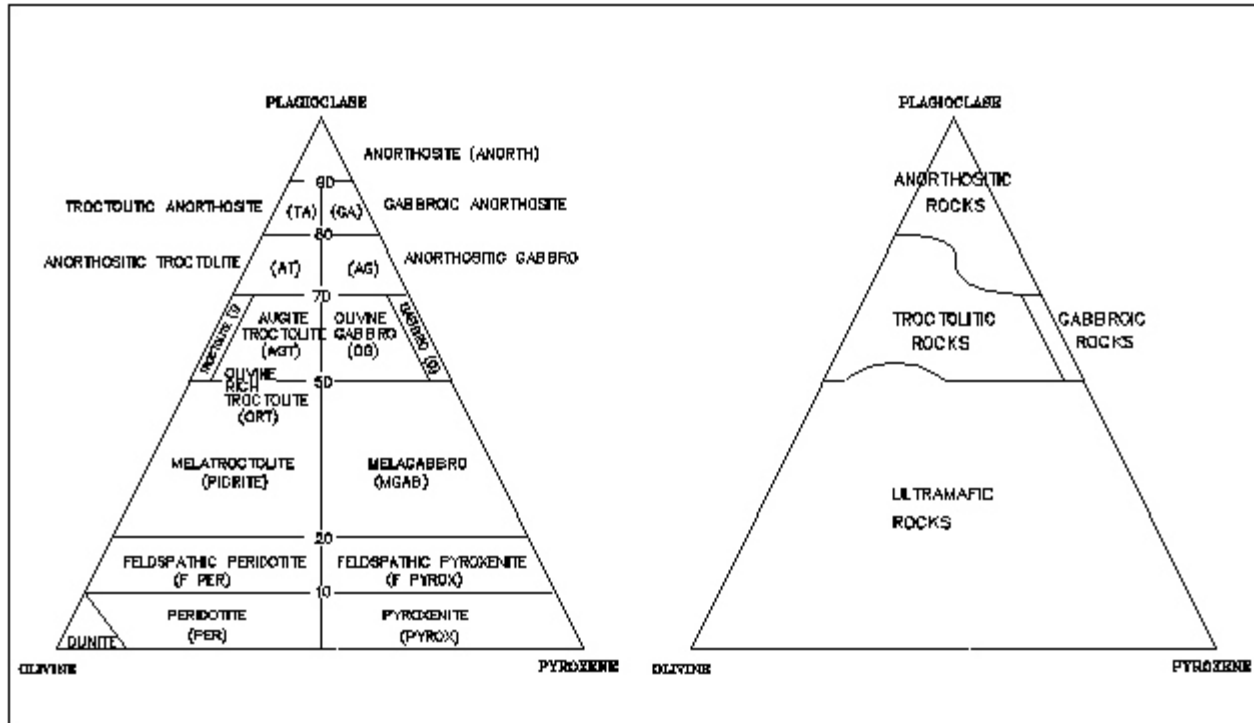 PLAGIOCLASE
ANORTHOSITE (ANORTH)
90
TROCTOLITIC ANORTHOSITE
(TA)
(GA)
GABBROIC ANORTHOSITE
80
ANORTHOSITIC TROCTOLITE
(AT)
(AG)
ANORTHOSITIC GABBRO
70
TROCTOLITE (T)
AUGITE
TROCTOLITE
(AGT)
OLIVINE
GABBRO
(OG)
GABBRO (G)
50
OLIVINE
RICH
TROCTOLITE
(ORT)
MELATROCTOLITE
(PICRITE)
MELAGABBRO
(MGAB)
20
FELDSPATHIC PERIDOTITE
(F PER)
FELDSPATHIC PYROXENITE
(F PYROX)
10
PERIDOTITE
(PER)
PYROXENITE
(PYROX)
DUNITE
OLIVINE
PYROXENE
PLAGIOCLASE
ANORTHOSITIC
ROCKS
TROCTOLITIC
ROCKS
GABBROIC
ROCKS
ULTRAMAFIC
ROCKS
OLIVINE
PYROXENE